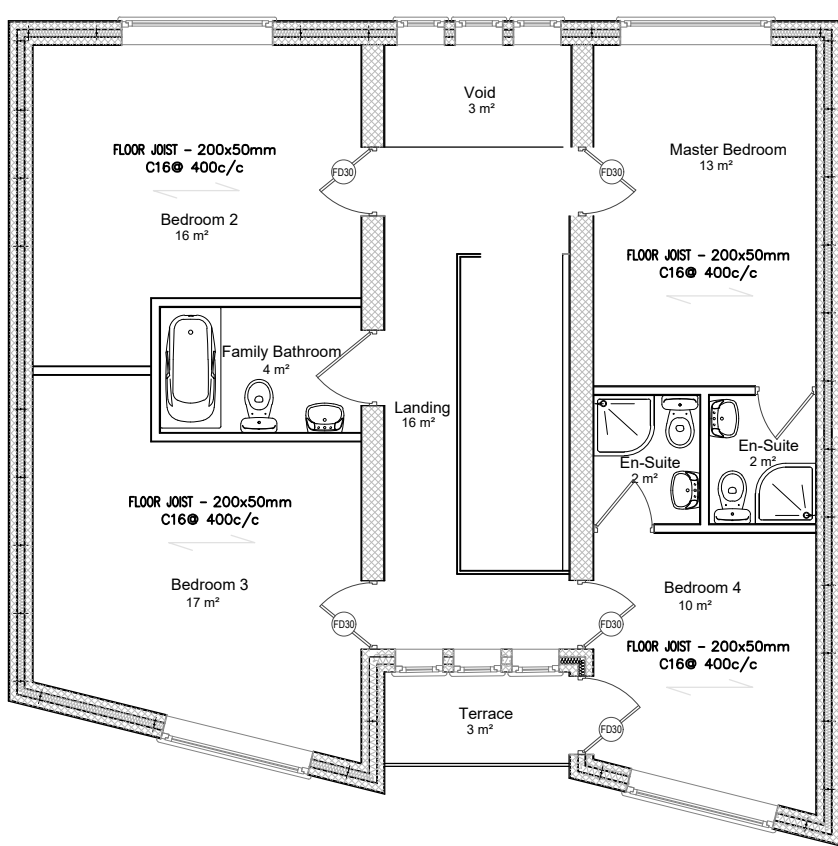 Void
3 m²
FLOOR JOIST - 200x50mm
C16@ 400c/c
FD30
FD30
Master Bedroom
13 m²
Bedroom 2
16 m²
FLOOR JOIST - 200x50mm
C16@ 400c/c
Family Bathroom
4 m²
Landing
16 m²
En-Suite
2 m²
En-Suite
2 m²
FLOOR JOIST - 200x50mm
C16@ 400c/c
Bedroom 3
17 m²
Bedroom 4
10 m²
FD30
FD30
FLOOR JOIST - 200x50mm
C16@ 400c/c
Terrace
3 m²
FD30